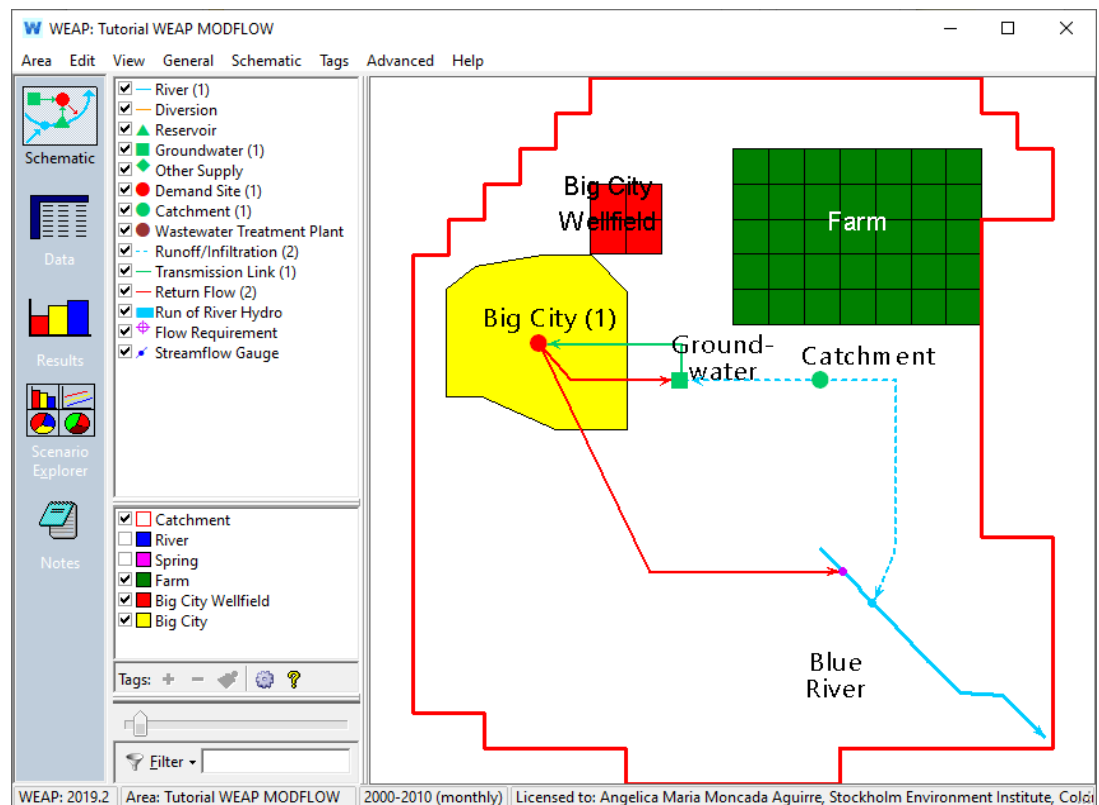 WEAP: Tutorial WEAP MODFLOW
Area Edit View General Schematic Tags Advanced Help
Schematic
Data
Results
Scenario
Explorer
Notes
River (1)
Diversion
Reservoir
Groundwater (1)
Other Supply
Demand Site (1)
Catchment (1)
Wastewater Treatment Plant
Runoff/Infiltration (2)
Transmission Link (1)
Return Flow (2)
Run of River Hydro
Flow Requirement
Streamflow Gauge
Catchment
River
Spring
Farm
Big City Wellfield
Big City
Tags:
Filter
Big City
Wellfield
Farm
Big City (1)
Ground-
water
Catchment
Blue
River
WEAP: 2019.2 Area: Tutorial WEAP MODFLOW 2000-2010 (monthly) Licensed to: Angelica Maria Moncada Aguirre, Stockholm Environment Institute,